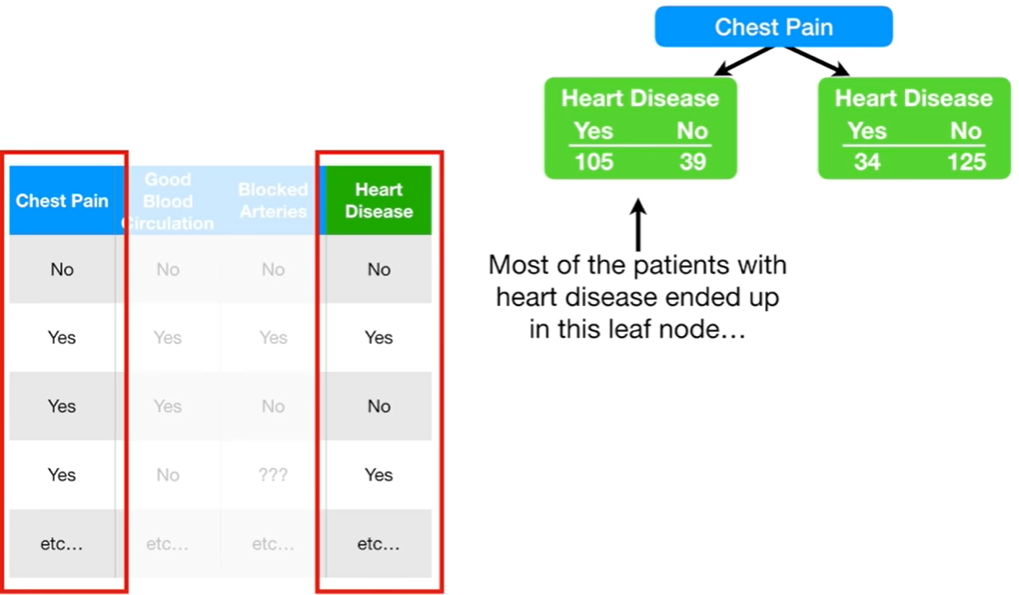 Chest Pain
Heart Disease
Yes No
105 39
Heart Disease
Yes No
34 125
Most of the patients with
heart disease ended up
in this leaf node…
Chest Pain
Good
Blood
Circulation
Blocked
Arteries
Heart
Disease
No No No No
Yes Yes Yes Yes
Yes Yes No No
Yes No ??? Yes
etc… etc… etc… etc…